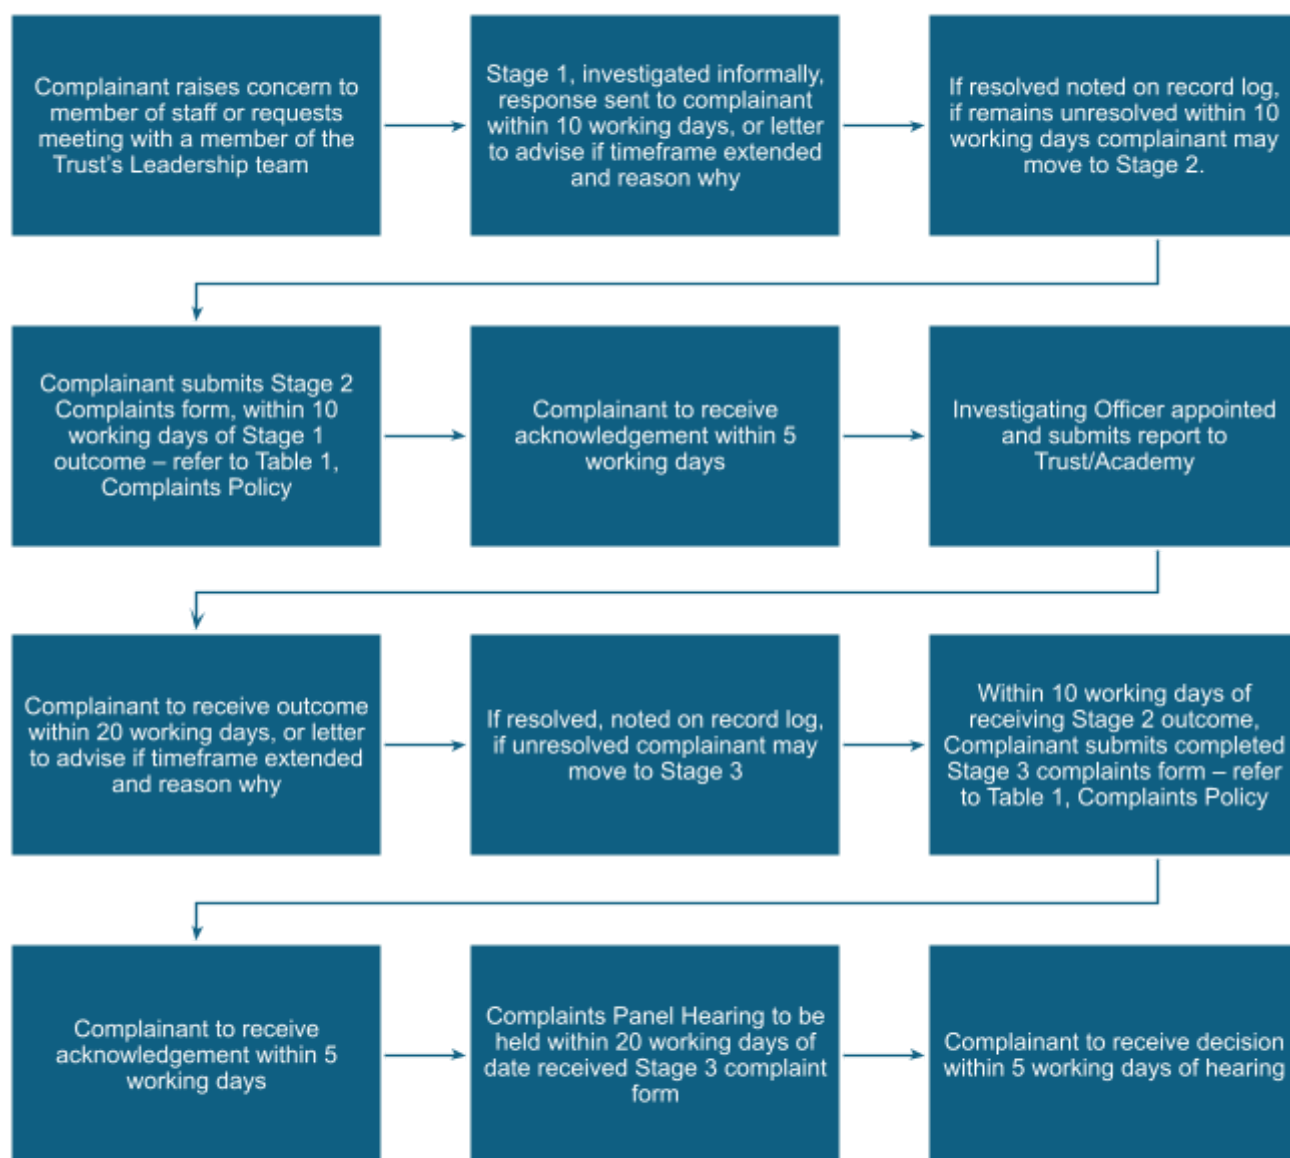 Complainant raises concern to
member of staff or requests
meeting with a member of the
Trust's Leadership team
Stage 1, investigated informally,
response sent to complainant
within 10 working days, or letter
to advise if timeframe extended
and reason why
If resolved noted on record log,
if remains unresolved within 10
working days complainant may
move to Stage 2.
Complainant submits Stage 2
Complaints form, within 10
working days of Stage 1
outcome – refer to Table 1,
Complaints Policy
Complainant to receive
acknowledgement within 5
working days
Investigating Officer appointed
and submits report to
Trust/Academy
Complainant to receive outcome
within 20 working days, or letter
to advise if timeframe extended
and reason why
If resolved, noted on record log,
if unresolved complainant may
move to Stage 3
Within 10 working days of
receiving Stage 2 outcome,
Complainant submits completed
Stage 3 complaints form – refer
to Table 1, Complaints Policy
Complainant to receive
acknowledgement within 5
working days
Complaints Panel Hearing to be
held within 20 working days of
date received Stage 3 complaint
form
Complainant to receive decision
within 5 working days of hearing